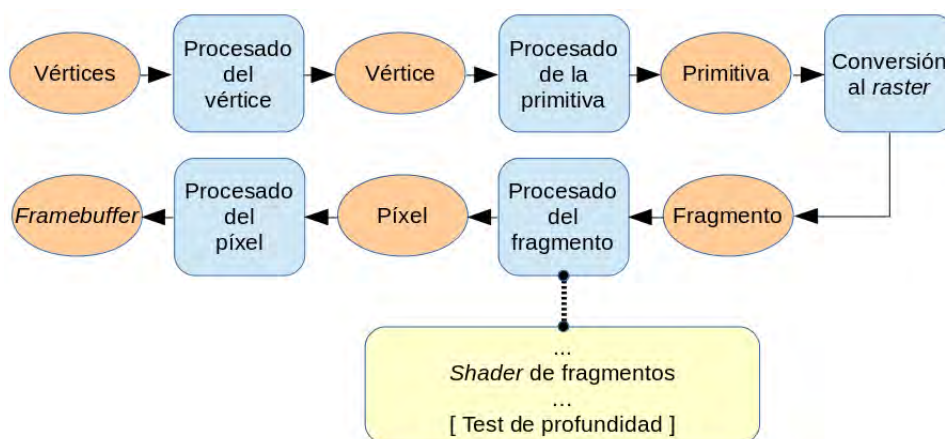 Vértices
Procesado
del
vértice
Vértice
Procesado
de la
primitiva
Primitiva
Conversión
al raster
Framebuffer
Procesado
del
píxel
Píxel
Procesado
del
fragmento
Fragmento
...
Shader de fragmentos
...
[ Test de profundidad ]